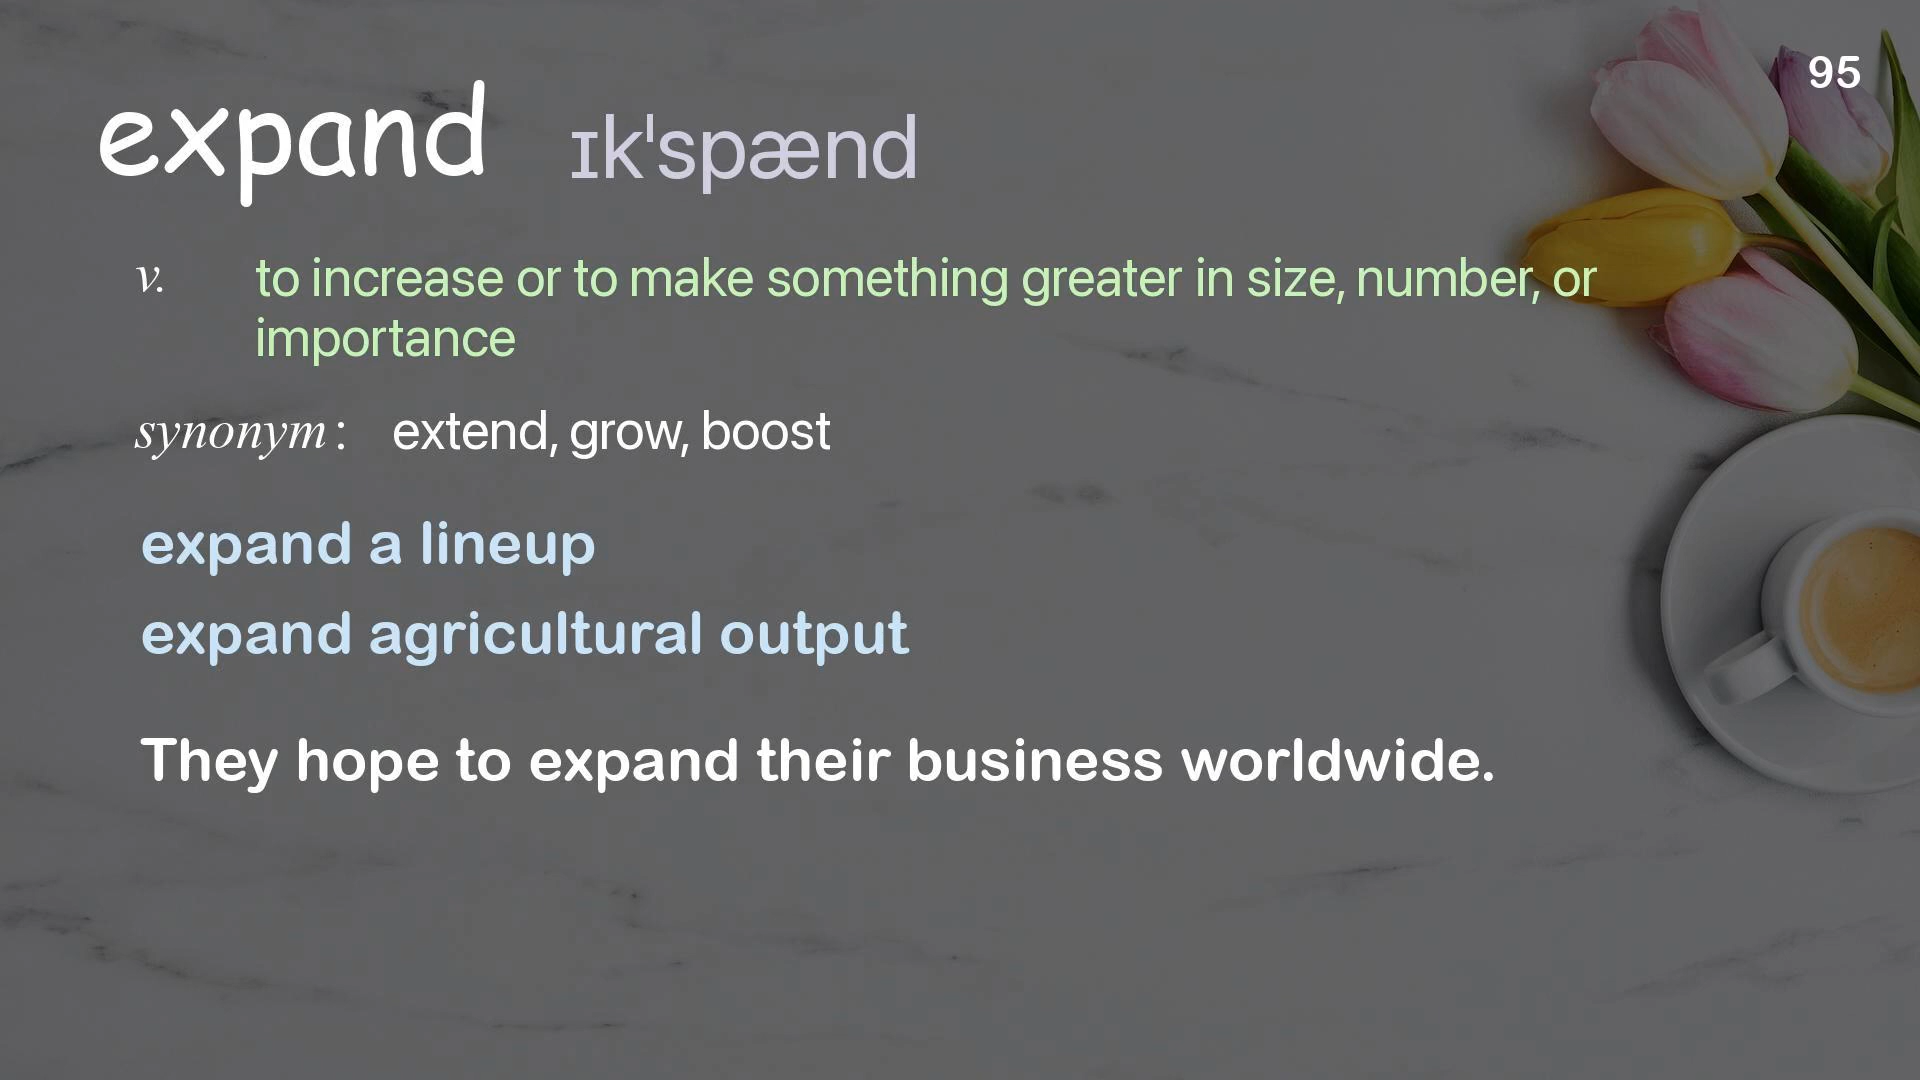 95
expand ɪkˈspænd
v. to increase or to make something greater in size, number, or
importance
synonym : extend, grow, boost
expand a lineup
expand agricultural output
They hope to expand their business worldwide.